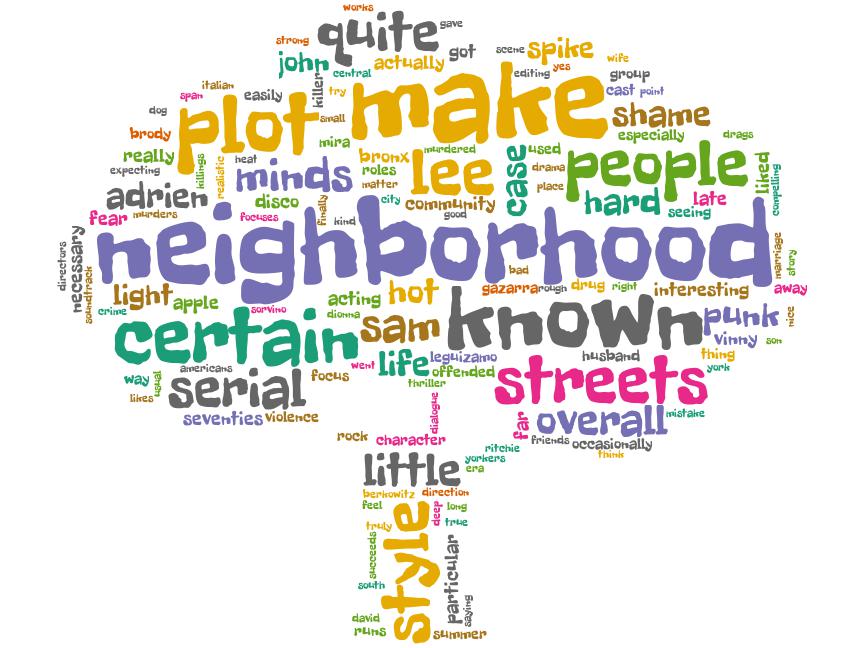 works
quite
gave
strong
got
scene
spike
wife
john
central
actually
editing
yes
group
italian
killer
try
make
cast
point
span
easily
plot
small
shame
dog
brody
mira
especially
drags
really
killings
realistic
heat
minds
bronx
murdered
lee
case
used
people
liked
expecting
roles
drama
compelling
adrien
matter
place
hard
late
disco
finally
city
community
seeing
fear
murders
focuses
kind
good
neighborhood
directors
necessary
soundtrack
marriage
story
bad
light
apple
sorvino
acting
hot
gazarra
rough
drug
right
interesting
away
crime
dionna
sam
known
punk
nice
certain
vinny
son
went
life
leguizamo
husband
thing
york
way
usual
americans
serial
focus
offended
streets
likes
thriller
seventies
violence
dialogue
far
overall
mistake
rock
character
friends
occasionally
ritchie
think
little
yorkers
era
berkowitz
direction
feel
style
deep
long
truly
true
succeeds
particular
south
saying
david
runs
summer